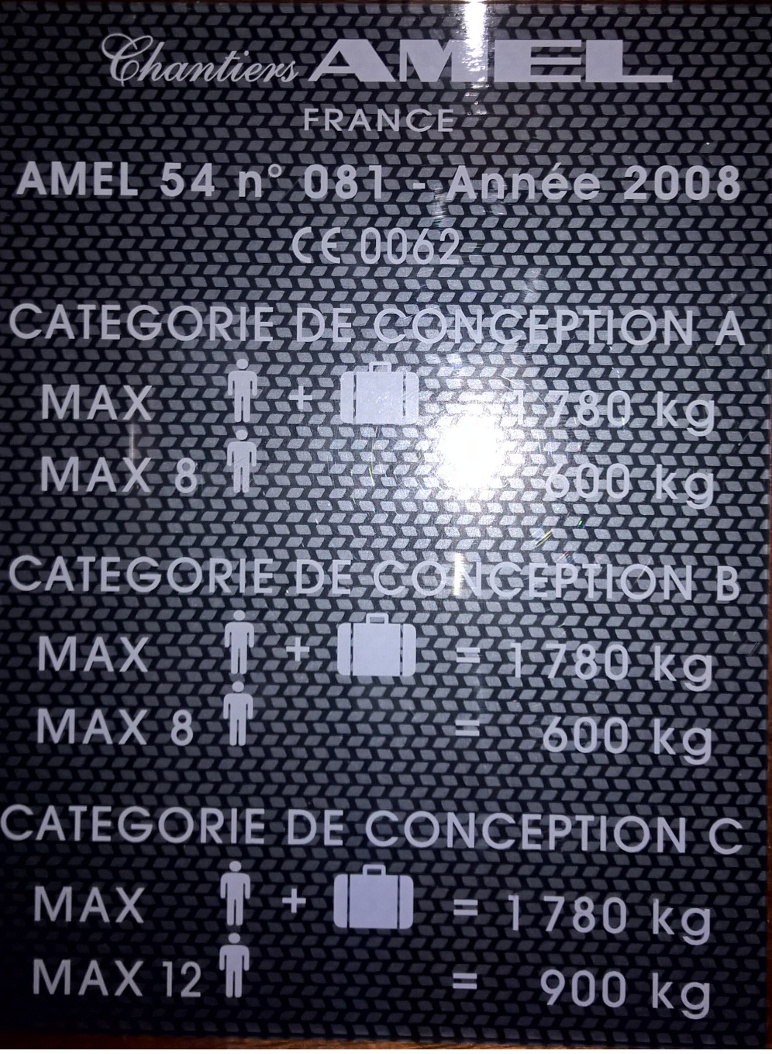 Chantiers AMEL
FRANCE
AMEL 54 n° 081 - Année 2008
CE 0062
CATEGORIE DE CONCEPTION A
MAX + = 1 780 kg
MAX 8 600 kg
CATEGORIE DE CONCEPTION B
MAX + = 1 780 kg
MAX 8 = 600 kg
CATEGORIE DE CONCEPTION C
MAX + = 1 780 kg
MAX 12 = 900 kg